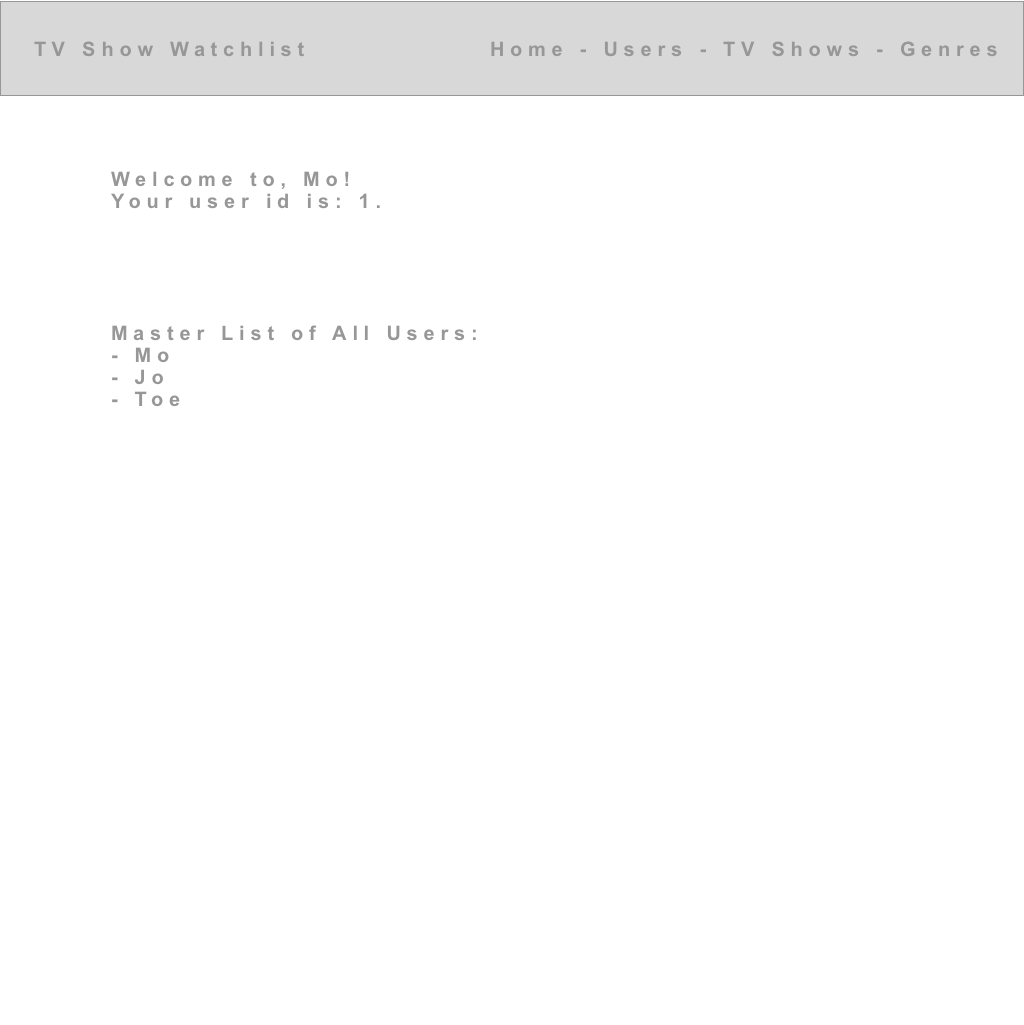 TV Show Watchlist
Home - Users - TV Shows - Genres
Welcome to, Mo!
Your user id is: 1.
Master List of All Users:
- Mo
- Jo
- Toe